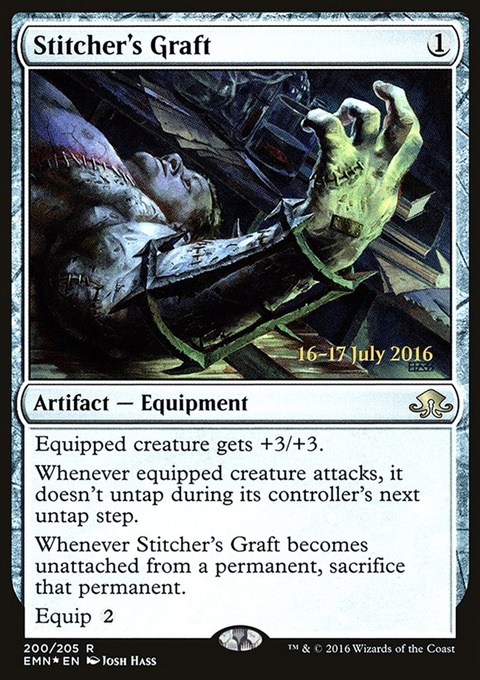 Stitcher's Graft 1
16–17 July 2016
Artifact — Equipment
Equipped creature gets +3/+3.
Whenever equipped creature attacks, it
doesn't untap during its controller's next
untap step.
Whenever Stitcher's Graft becomes
unattached from a permanent, sacrifice
that permanent.
Equip 2
200/205 R
EMN★EN Josh Hass
™ & © 2016 Wizards of the Coast